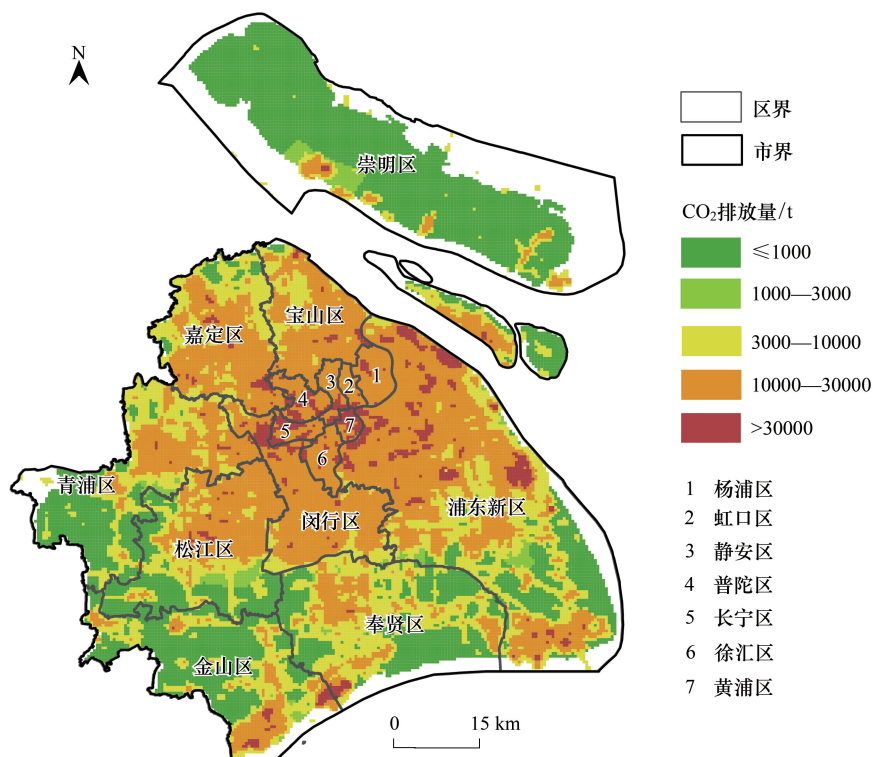 N
崇明区
宝山区
嘉定区
1
2
3
4
5
6
7
青浦区
松江区
闵行区
浦东新区
奉贤区
金山区
0 15 km
区界
市界
CO₂排放量/t
≤1000
1000—3000
3000—10000
10000—30000
>30000
1 杨浦区
2 虹口区
3 静安区
4 普陀区
5 长宁区
6 徐汇区
7 黄浦区